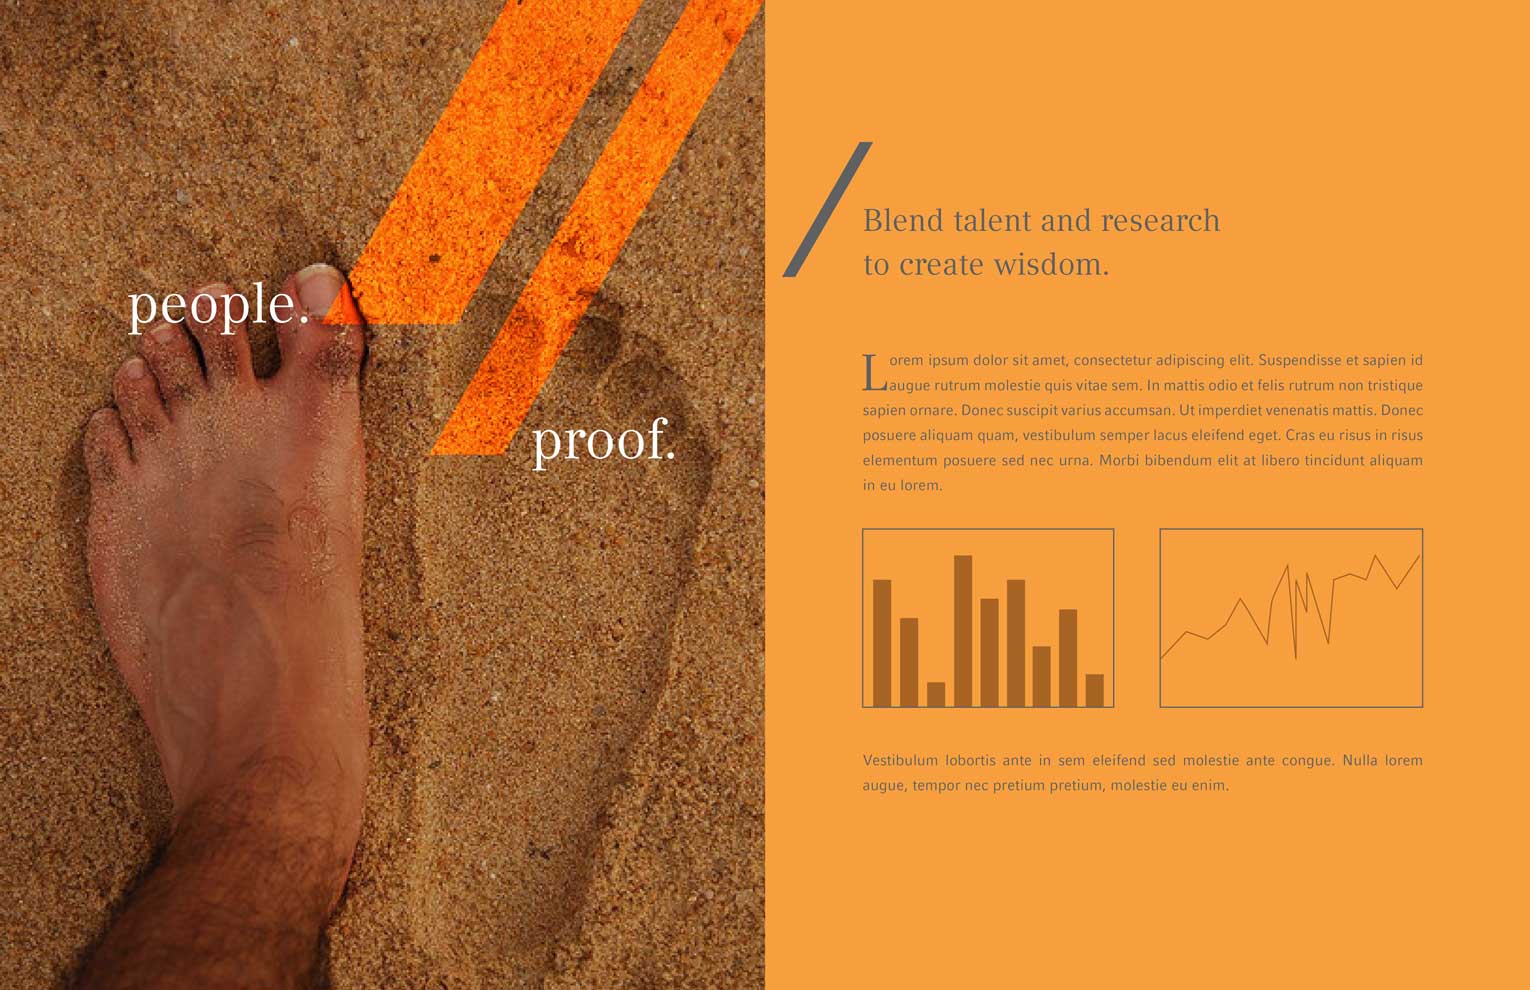 people.
proof.
Blend talent and research
to create wisdom.
Lorem ipsum dolor sit amet, consectetur adipiscing elit. Suspendisse et sapien id
augue rutrum molestie quis vitae sem. In mattis odio et felis rutrum non tristique
sapien ornare. Donec suscipit varius accumsan. Ut imperdiet venenatis mattis. Donec
posuere aliquam quam, vestibulum semper lacus eleifend eget. Cras eu risus in risus
elementum posuere sed nec urna. Morbi bibendum elit at libero tincidunt aliquam
in eu lorem.
Vestibulum lobortis ante in sem eleifend sed molestie ante congue. Nulla lorem
augue, tempor nec pretium pretium, molestie eu enim.